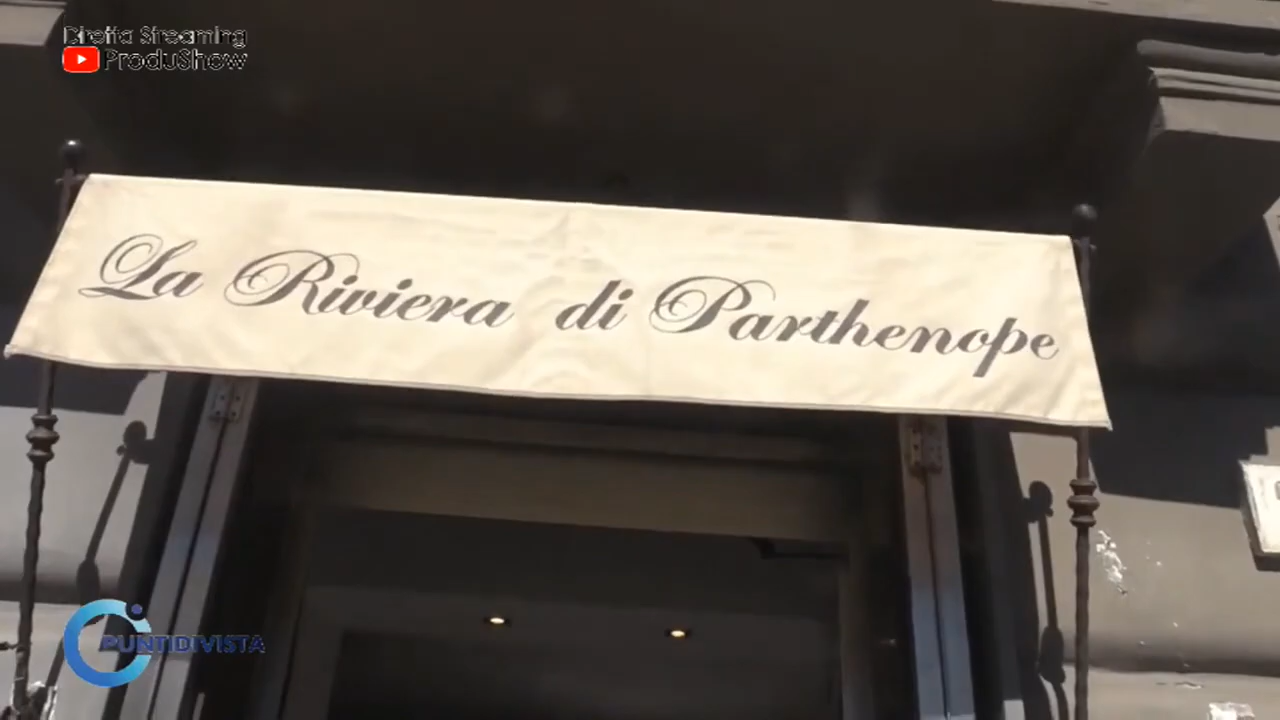 Diretta Streaming
ProduShow
La Riviera di Parthenope
PUNTIDIVISTA